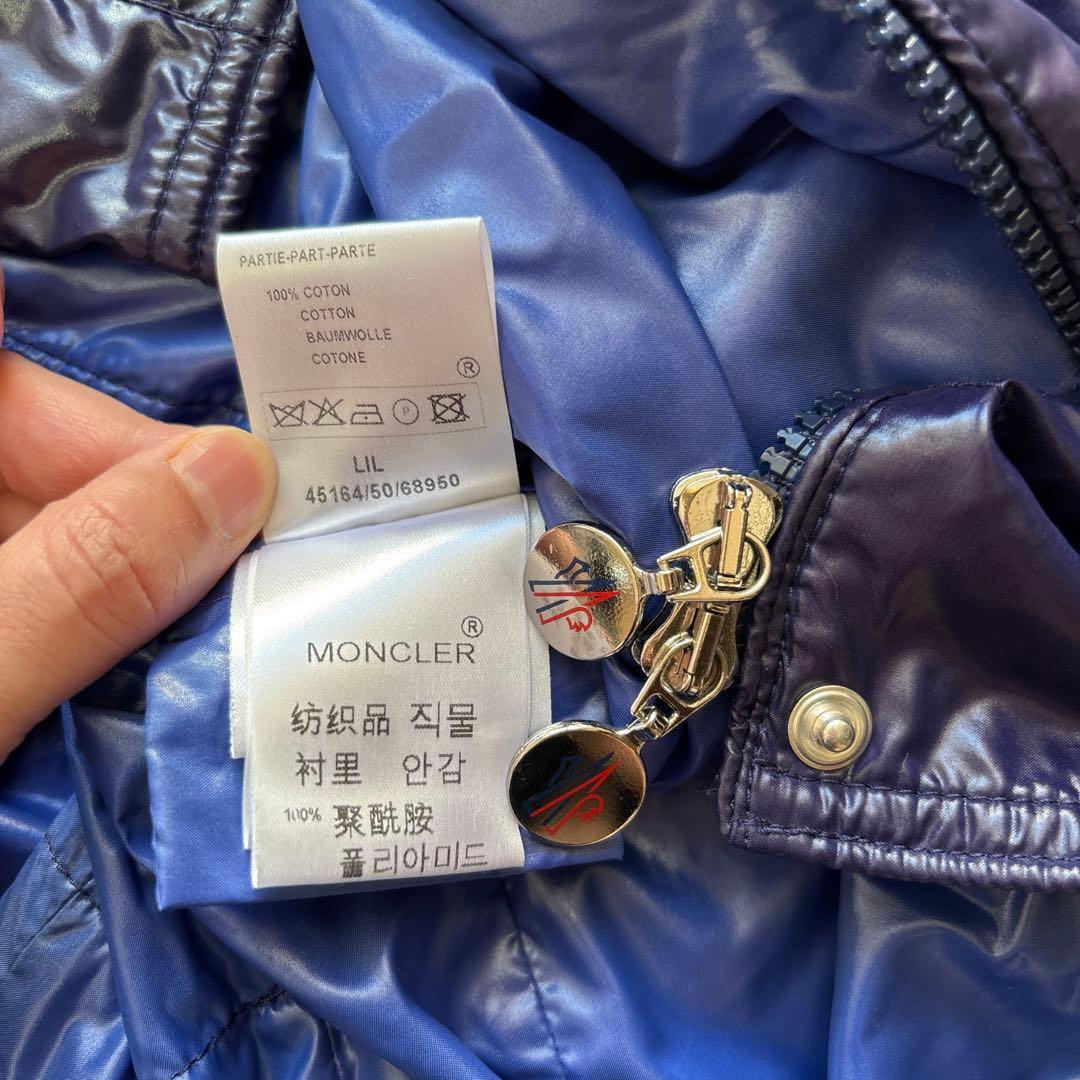 PARTIE-PART-PARTE
100% COTON
COTTON
BAUMWOLLE
COTONE
®
P
LIL
45164/50/68950
MONCLER®
纺织品 직물
衬里 안감
100% 聚酰胺
폴리아미드